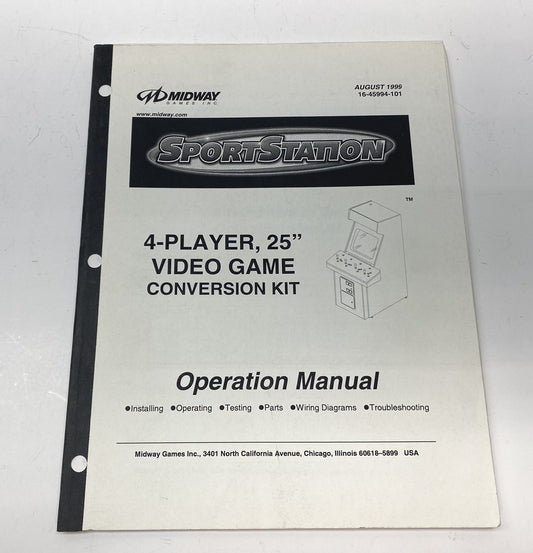 MIDWAY
GAMES INC
www.midway.com
AUGUST 1999
16-45994-101
SPORTSTATION
TM
4-PLAYER, 25”
VIDEO GAME
CONVERSION KIT
Operation Manual
●Installing ●Operating ●Testing ●Parts ●Wiring Diagrams ●Troubleshooting
Midway Games Inc., 3401 North California Avenue, Chicago, Illinois 60618–5899 USA